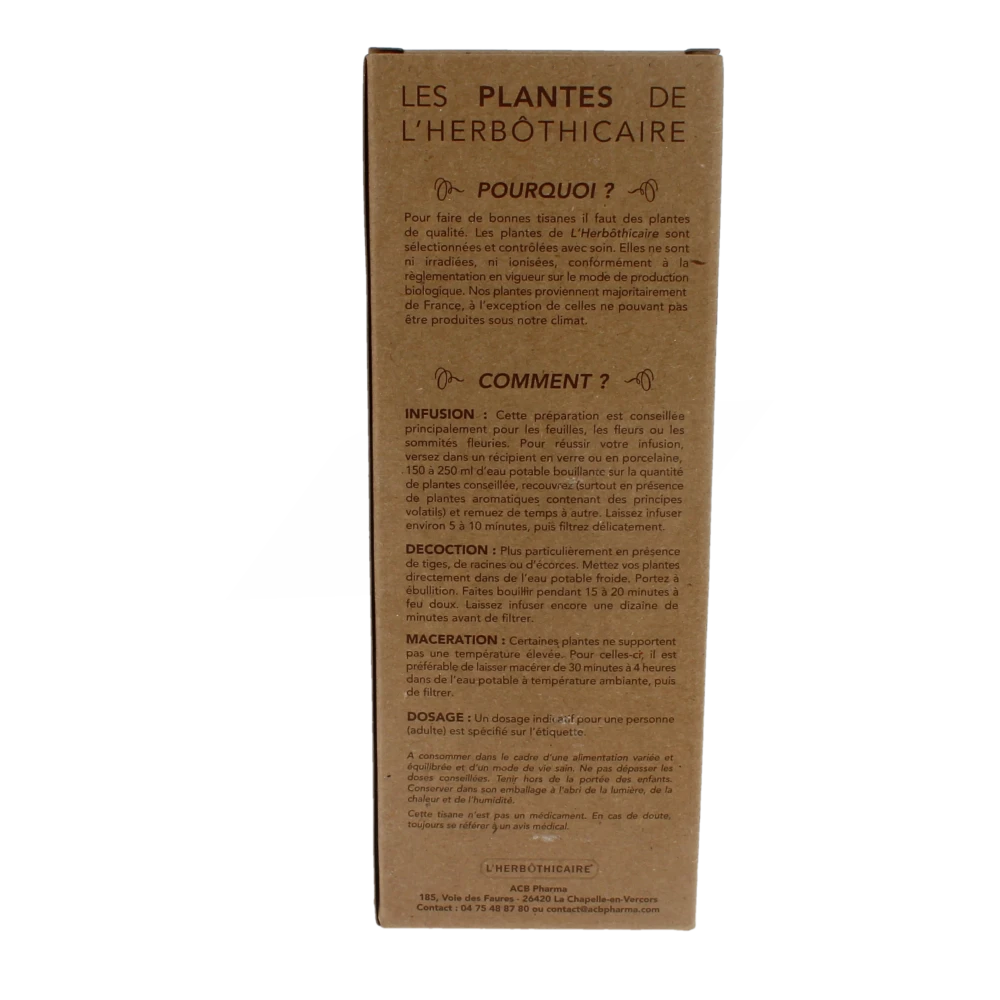 LES PLANTES DE
L'HERBÔTHICAIRE
POURQUOI ?
Pour faire de bonnes tisanes il faut des plantes
de qualité. Les plantes de L'Herbôthicaire sont
sélectionnées et contrôlées avec soin. Elles ne sont
ni irradiées, ni ionisées, conformément à la
règlementation en vigueur sur le mode de production
biologique. Nos plantes proviennent majoritairement
de France, à l'exception de celles ne pouvant pas
être produites sous notre climat.
COMMENT ?
INFUSION : Cette préparation est conseillée
principalement pour les feuilles, les fleurs ou les
sommités fleuries. Pour réussir votre infusion,
versez dans un récipient en verre ou en porcelaine,
150 à 250 ml d'eau potable bouillante sur la quantité
de plantes conseillée, recouvrez (surtout en présence
de plantes aromatiques contenant des principes
volatils) et remuez de temps à autre. Laissez infuser
environ 5 à 10 minutes, puis filtrez délicatement.
DECOCTION : Plus particulièrement en présence
de tiges, de racines ou d'écorces. Mettez vos plantes
directement dans de l'eau potable froide. Portez à
ébullition. Faites bouillir pendant 15 à 20 minutes à
feu doux. Laissez infuser encore une dizaine de
minutes avant de filtrer.
MACERATION : Certaines plantes ne supportent
pas une température élevée. Pour celles-ci, il est
préférable de laisser macérer de 30 minutes à 4 heures
dans de l'eau potable à température ambiante, puis
de filtrer.
DOSAGE : Un dosage indicatif pour une personne
(adulte) est spécifié sur l'étiquette.
A consommer dans le cadre d'une alimentation variée et
équilibrée et d'un mode de vie sain. Ne pas dépasser les
doses conseillées. Tenir hors de la portée des enfants.
Conserver dans son emballage à l'abri de la lumière, de la
chaleur et de l'humidité.
Cette tisane n'est pas un médicament. En cas de doute,
toujours se référer à un avis médical.
L'HERBÔTHICAIRE
ACB Pharma
185, Voie des Faures - 26420 La Chapelle-en-Vercors
Contact : 04 75 48 87 80 ou contact@acbpharma.com